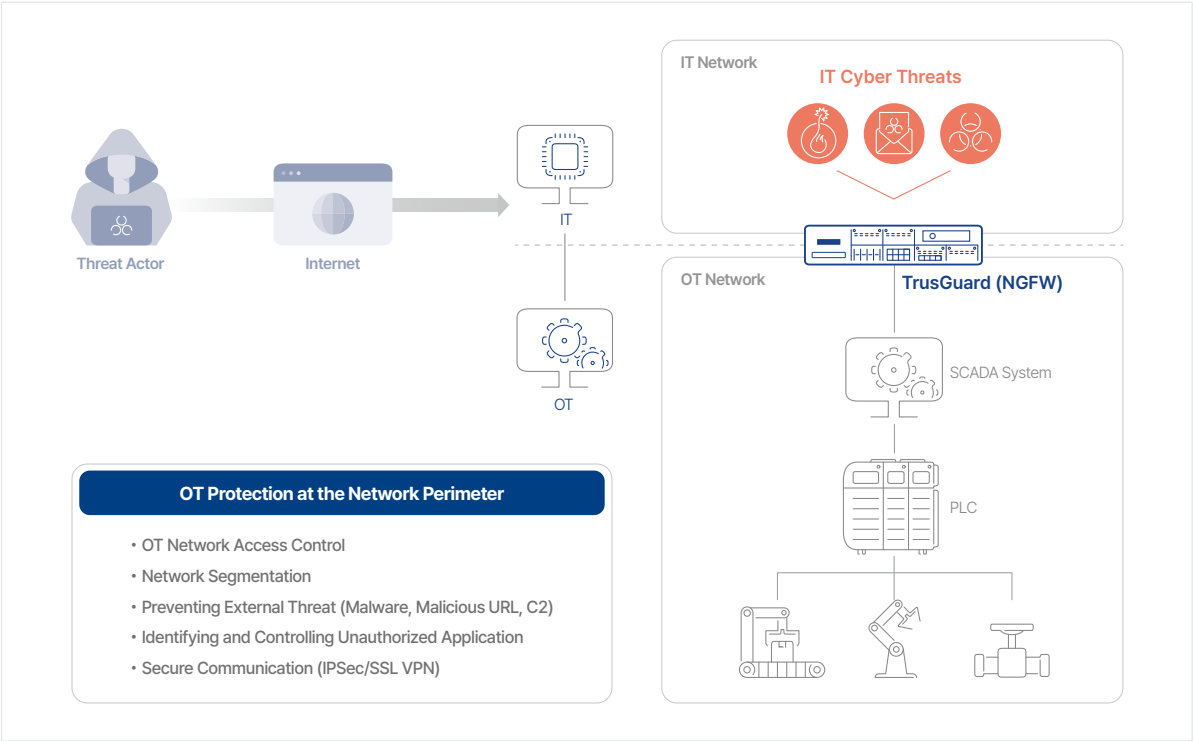 IT Network
IT Cyber Threats
IT
Threat Actor
Internet
OT Network
TrusGuard (NGFW)
SCADA System
OT
PLC
OT Protection at the Network Perimeter
• OT Network Access Control
• Network Segmentation
• Preventing External Threat (Malware, Malicious URL, C2)
• Identifying and Controlling Unauthorized Application
• Secure Communication (IPSec/SSL VPN)